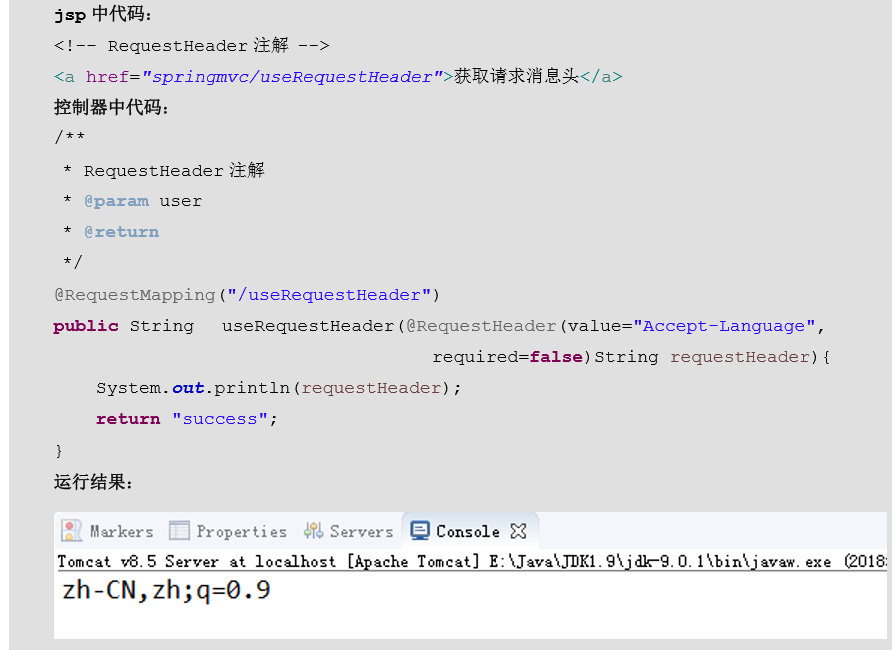 jsp 中代码：
<!-- RequestHeader 注解 -->
<a href="springmvc/useRequestHeader">获取请求消息头</a>
控制器中代码：
/**
 * RequestHeader 注解
 * @param user
 * @return
 */
@RequestMapping("/useRequestHeader")
public String useRequestHeader(@RequestHeader(value="Accept-Language",
required=false)String requestHeader){
System.out.println(requestHeader);
return "success";
}
运行结果：
Markers Properties Servers Console
Tomcat v8.5 Server at localhost [Apache Tomcat] E:\Java\JDK1.9\jdk-9.0.1\bin\javaw.exe (2018
zh-CN,zh;q=0.9